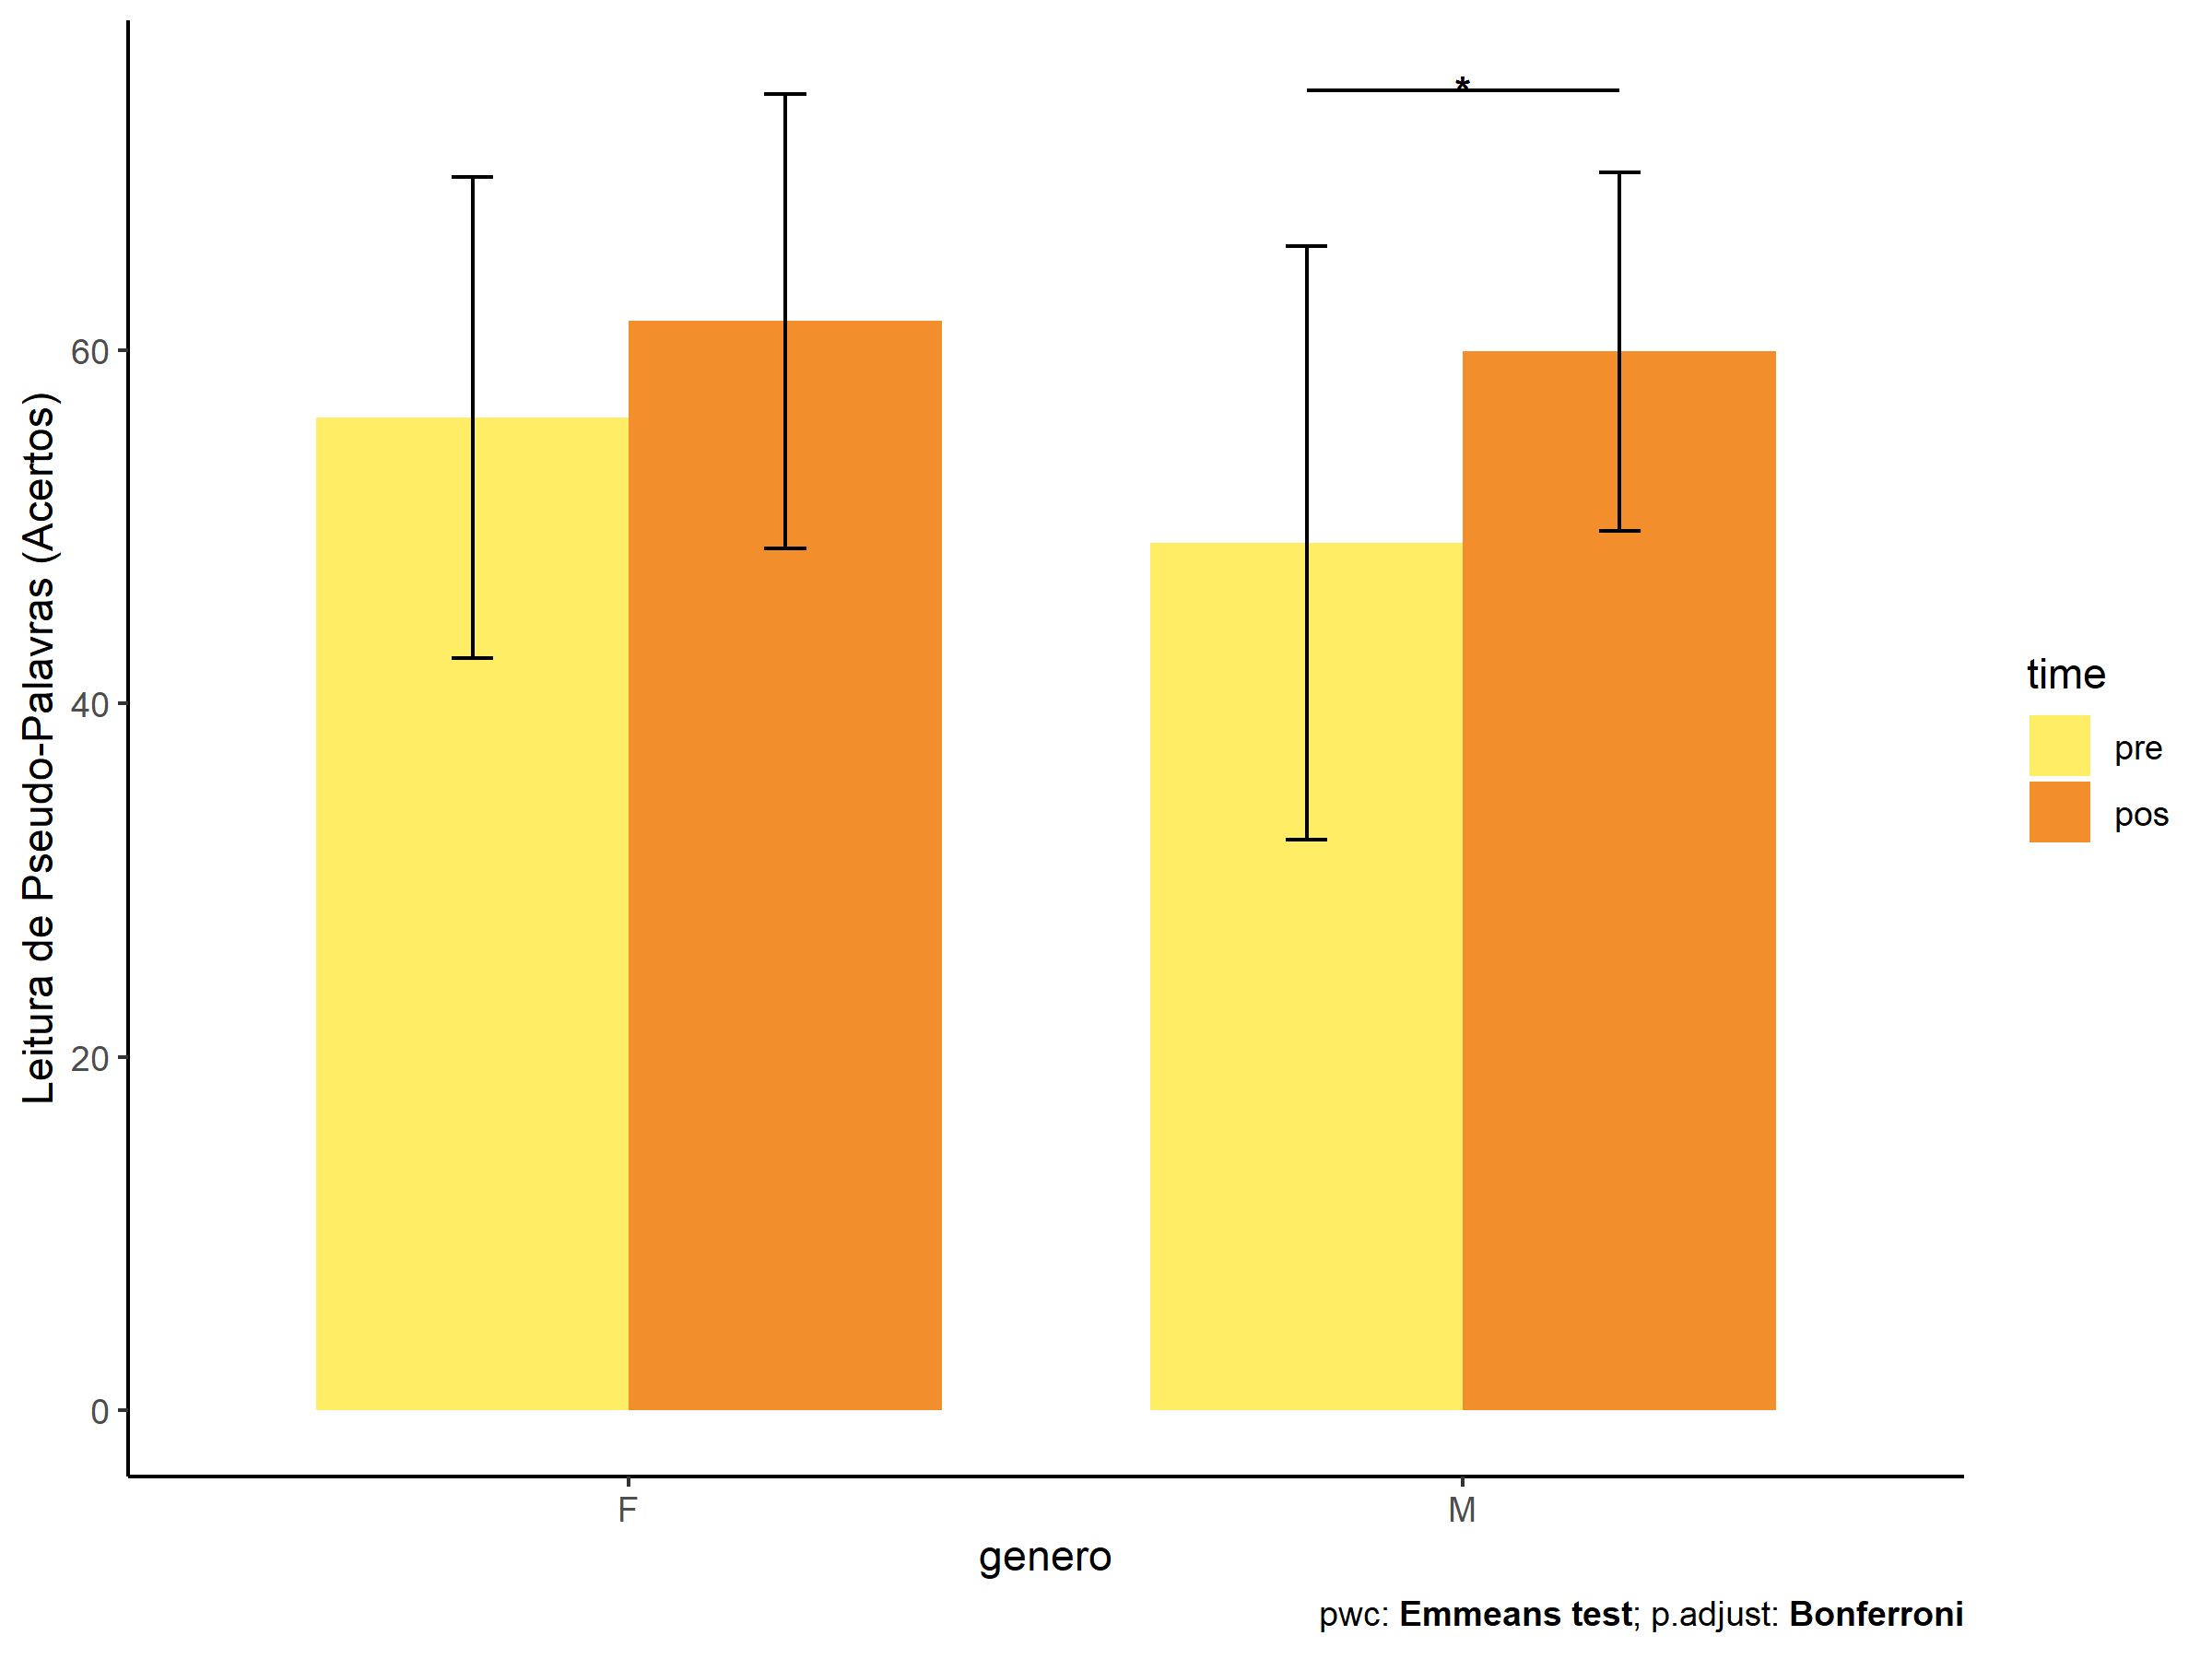 *
60
40
20
0
Leitura de Pseudo-Palavras (Acertos)
F
M
genero
time
pre
pos
pwc: Emmeans test; p.adjust: Bonferroni